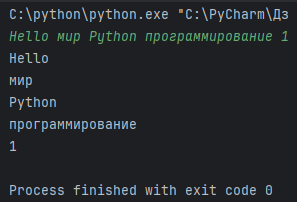 C:\python\python.exe "C:\PyCharm\Дз
Hello мир Python программирование 1
Hello
мир
Python
программирование
1
Process finished with exit code 0